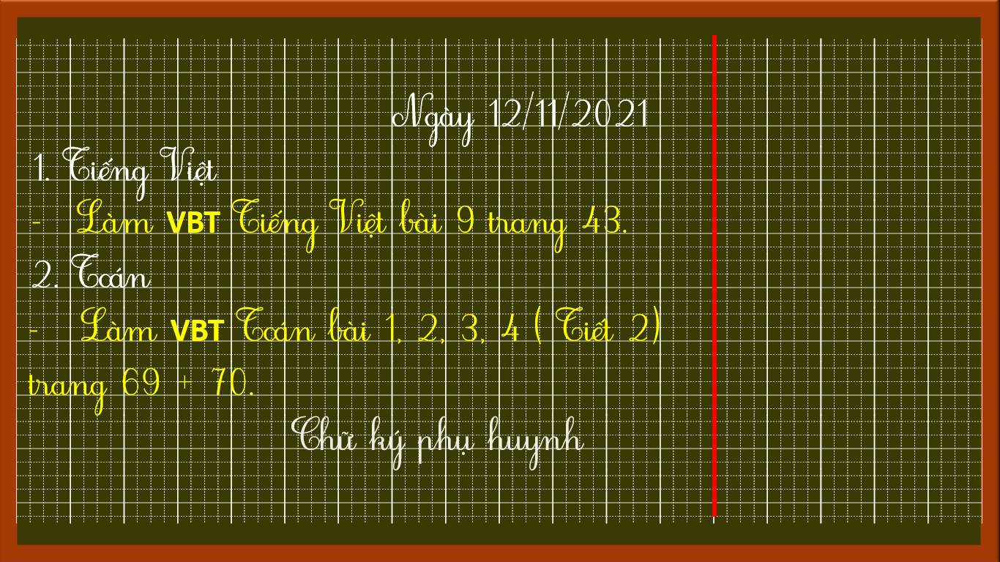 Ngày 12/11/2021
1. Tiếng Việt
- Làm VBT Tiếng Việt bài 9 trang 43.
2. Toán
- Làm VBT Toán bài 1, 2, 3, 4 ( Tiết 2)
trang 69 + 70.
Chữ ký phụ huynh